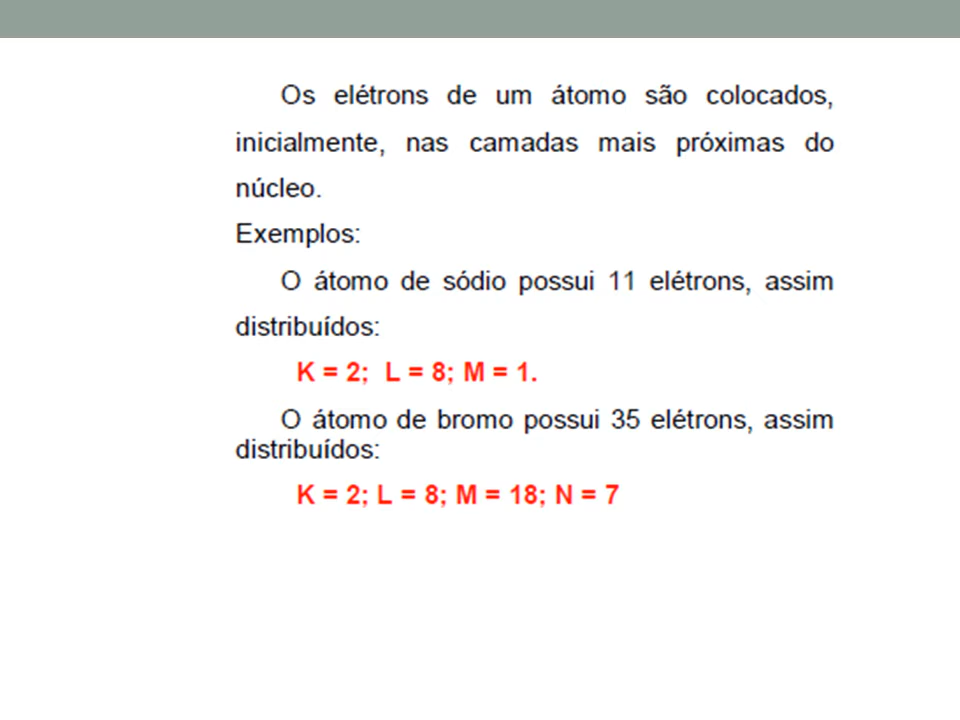 Os elétrons de um átomo são colocados,
inicialmente, nas camadas mais próximas do
núcleo.
Exemplos:
O átomo de sódio possui 11 elétrons, assim
distribuídos:
K = 2; L = 8; M = 1.
O átomo de bromo possui 35 elétrons, assim
distribuídos:
K = 2; L = 8; M = 18; N = 7